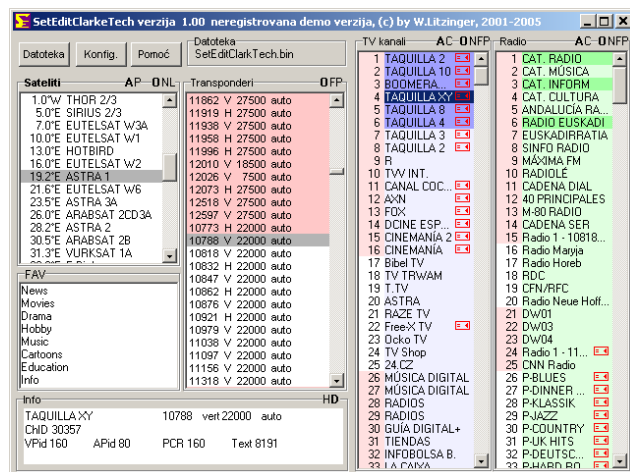 SetEditClarkeTech verzija 1.00 neregistrovana demo verzija, (c) by W.Litzinger, 2001-2005
Datoteka Konfig. Pomoć
Datoteka
SetEditClarkTech.bin
Sateliti AP ONL
1.0°W THOR 2/3
5.0°E SIRIUS 2/3
7.0°E EUTELSAT W3A
10.0°E EUTELSAT W1
13.0°E HOTBIRD
16.0°E EUTELSAT W2
19.2°E ASTRA 1
21.6°E EUTELSAT W6
23.5°E ASTRA 3A
26.0°E ARABSAT 2CD3A
28.2°E ASTRA 2
30.5°E ARABSAT 2B
31.3°E VURKSAT 1A
FAV
News
Movies
Drama
Hobby
Music
Cartoons
Education
Info
Transponderi OFP
11862 V 27500 auto
11919 H 27500 auto
11938 V 27500 auto
11958 H 27500 auto
11996 H 27500 auto
12010 V 18500 auto
12026 V 7500 auto
12073 H 27500 auto
12518 V 27500 auto
12597 V 27500 auto
10773 H 22000 auto
10788 V 22000 auto
10818 V 22000 auto
10832 H 22000 auto
10847 V 22000 auto
10862 H 22000 auto
10876 V 22000 auto
10921 H 22000 auto
10979 V 22000 auto
11038 V 22000 auto
11097 V 22000 auto
11156 V 22000 auto
11318 V 22000 auto
Info HD
TAQUILLA XY 10788 vert 22000 auto
ChID 30357
VPid 160 APid 80 PCR 160 Text 8191
TV kanali AC ONFP
1 TAQUILLA 2
2 TAQUILLA 10
3 BOOMERA...
4 TAQUILLA XY
5 TAQUILLA 8
6 TAQUILLA 4
7 TAQUILLA 3
8 TAQUILLA 2
9 R
10 TVV INT.
11 CANAL COC...
12 AXN
13 FOX
14 DCINE ESP...
15 CINEMANÍA 2
16 CINEMANÍA
17 Bibel TV
18 TV TRWAM
19 T.TV
20 ASTRA
21 RAZE TV
22 Free-X TV
23 Ocko TV
24 TV Shop
25 24.CZ
26 MÚSICA DIGITAL
27 MÚSICA DIGITAL
28 RADIOS
29 RADIOS
30 GUÍA DIGITAL+
31 TIENDAS
32 INFOBOLSA B.
33 LA CAIXA
Radio AC ONFP
1 CAT. RADIO
2 CAT. MÚSICA
3 CAT. INFORM
4 CAT. CULTURA
5 ANDALUCÍA RA...
6 RADIO EUSKADI
7 EUSKADIRRATIA
8 SINFO RADIO
9 MÁXIMA FM
10 RADIOLÉ
11 CADENA DIAL
12 40 PRINCIPALES
13 M-80 RADIO
14 CADENA SER
15 Radio 1 - 10818...
16 Radio Maryja
17 Radio Horeb
18 RDC
19 CFN/RFC
20 Radio Neue Hoff...
21 DW01
22 DW03
23 DW04
24 Radio 1 - 11...
25 CNN Radio
26 P-BLUES
27 P-DINNER ...
28 P-KLASSIK
29 P-JAZZ
30 P-COUNTRY
31 P-UK HITS
32 P-DEUTSC...
33 P-HARD RO...